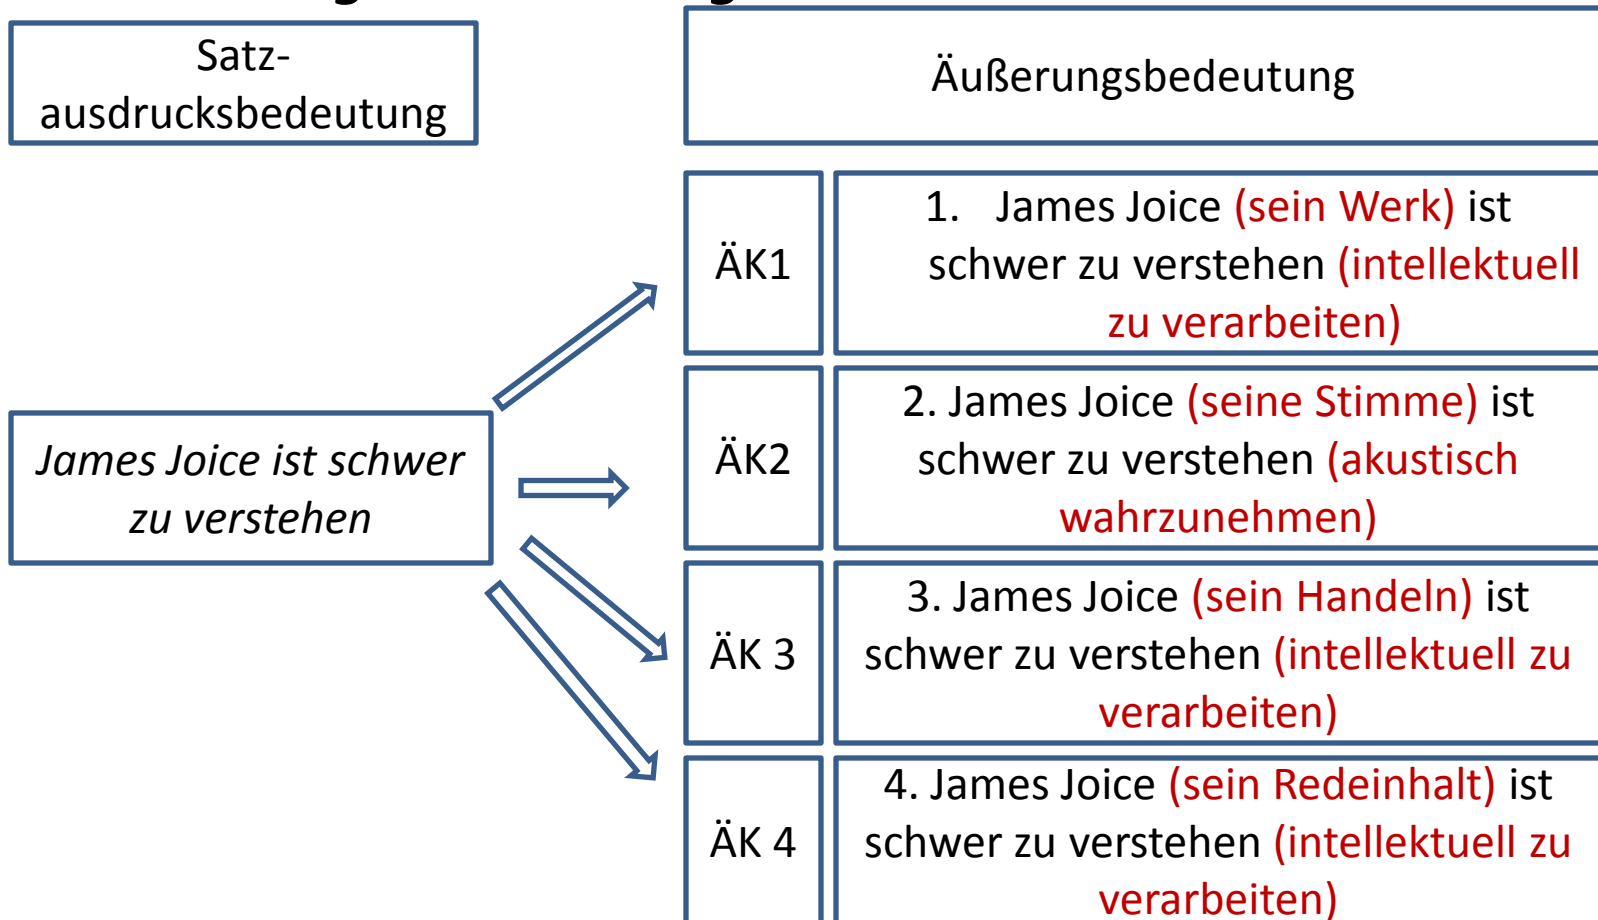 Satz-
ausdrucksbedeutung
Äußerungsbedeutung
James Joice ist schwer
zu verstehen
ÄK1
1. James Joice (sein Werk) ist
schwer zu verstehen (intellektuell
zu verarbeiten)
ÄK2
2. James Joice (seine Stimme) ist
schwer zu verstehen (akustisch
wahrzunehmen)
ÄK 3
3. James Joice (sein Handeln) ist
schwer zu verstehen (intellektuell zu
verarbeiten)
ÄK 4
4. James Joice (sein Redeinhalt) ist
schwer zu verstehen (intellektuell zu
verarbeiten)